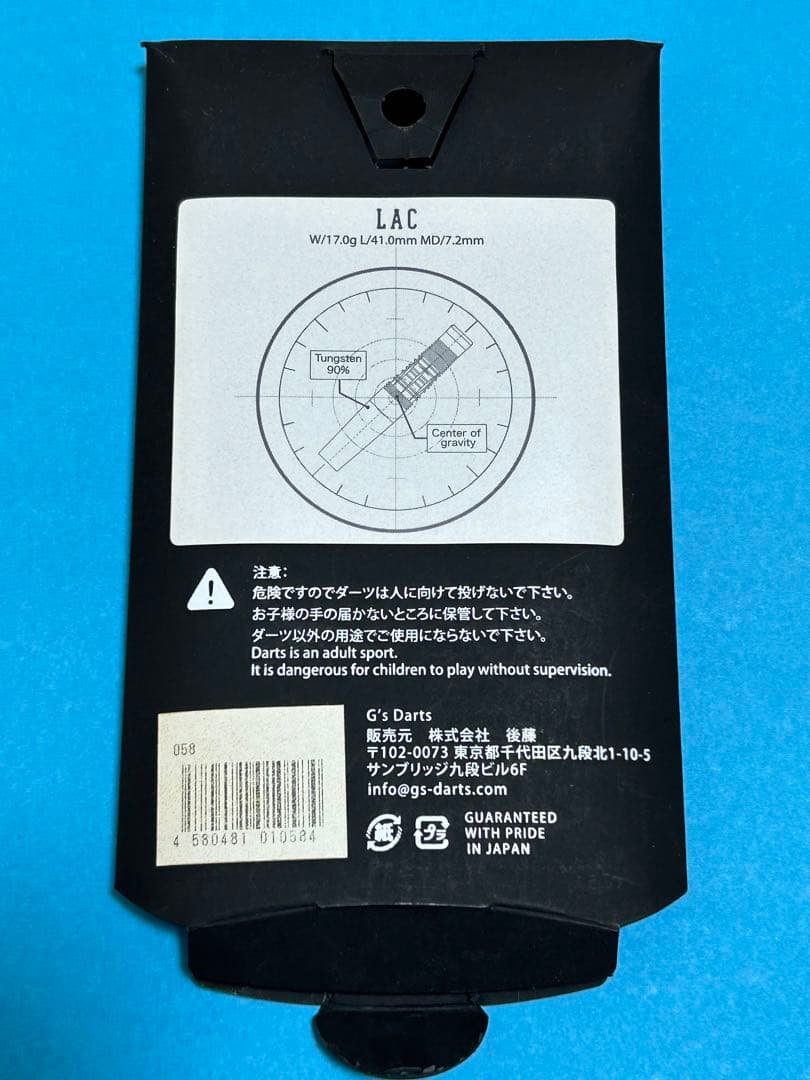 LAC
W/17.0g L/41.0mm MD/7.2mm
Tungsten
90%
Center of
gravity
注意：
危険ですのでダーツは人に向けて投げないで下さい。
お子様の手の届かないところに保管して下さい。
ダーツ以外の用途でご使用にならないで下さい。
Darts is an adult sport.
It is dangerous for children to play without supervision.
058
4 580481 010584
G's Darts
販売元　株式会社　後藤
〒102-0073 東京都千代田区九段北1-10-5
サンブリッジ九段ビル6F
info@gs-darts.com
紙
プラ
GUARANTEED
WITH PRIDE
IN JAPAN